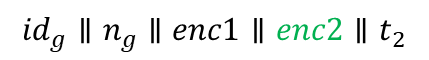 id_g ∥ n_g ∥ enc1 ∥ enc2 ∥ t_2